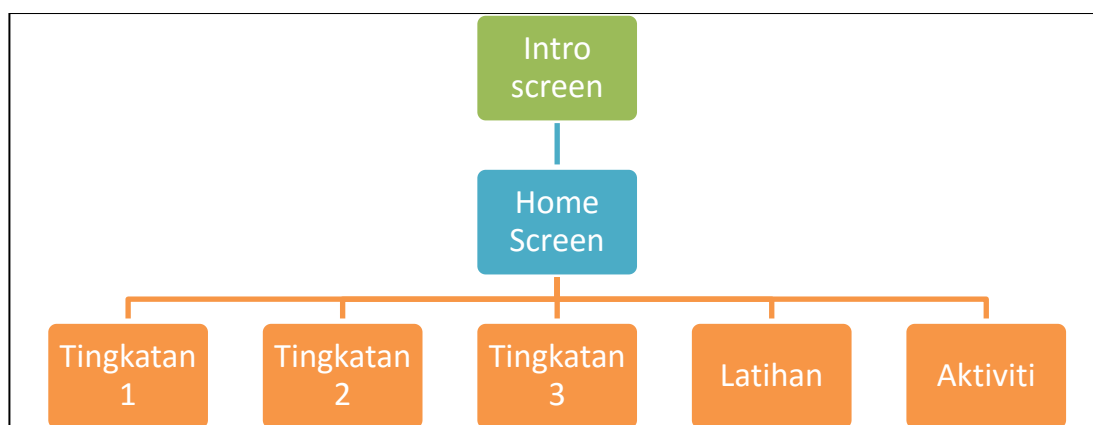 Intro
screen
Home
Screen
Tingkatan
1
Tingkatan
2
Tingkatan
3
Latihan
Aktiviti